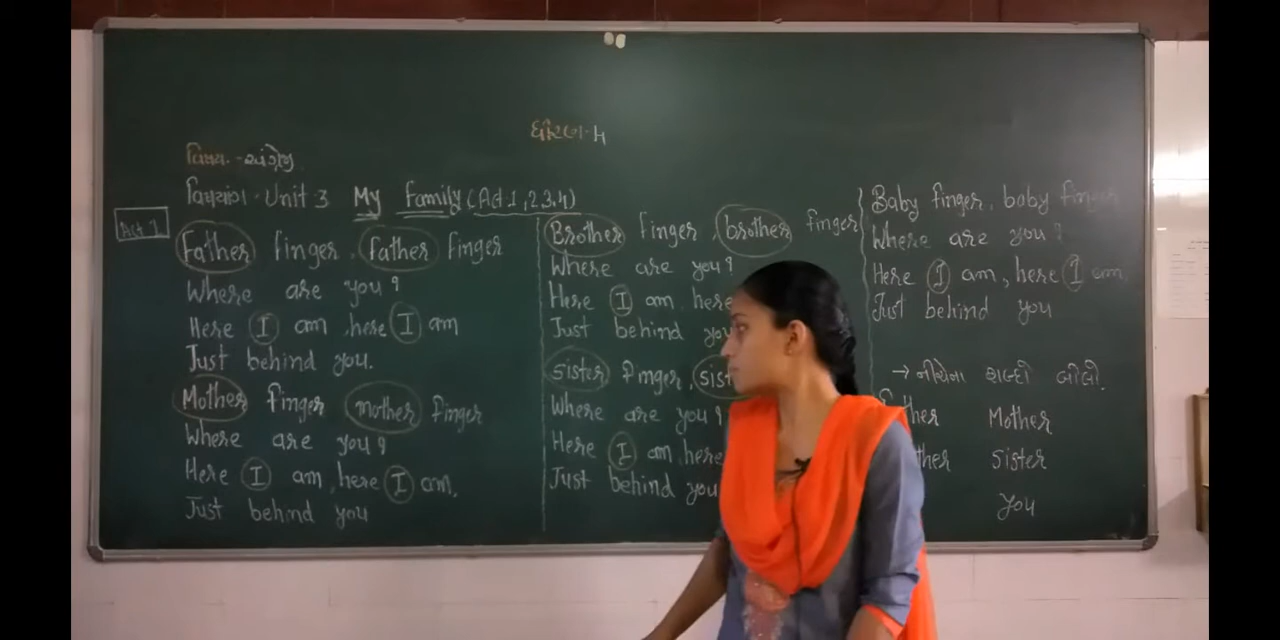 ધોરણ-૫
વિષય - અંગ્રેજી
વિષયાંગ - Unit 3 My Family (Act 1, 2, 3, 4)
Act 1
Father finger, father finger
Where are you?
Here I am, here I am
Just behind you.
Mother finger mother finger
Where are you?
Here I am, here I am.
Just behind you
Brother finger, brother finger
Where are you?
Here I am, here
Just behind you
Sister finger,
Where are you?
Here I am, here
Just behind you
Baby finger, baby finger
Where are you?
Here I am, here I am
Just behind you
→ નીચેના શબ્દો બોલો.
Mother
Sister
you